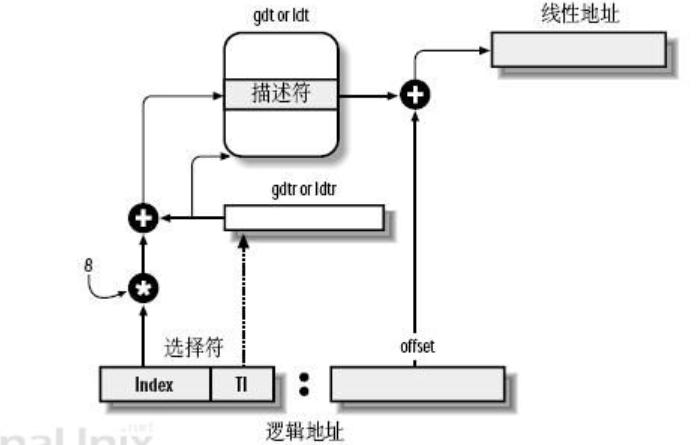 gdt or ldt
线性地址
描述符
gdtr or ldtr
8
选择符
offset
Index
TI
:
逻辑地址